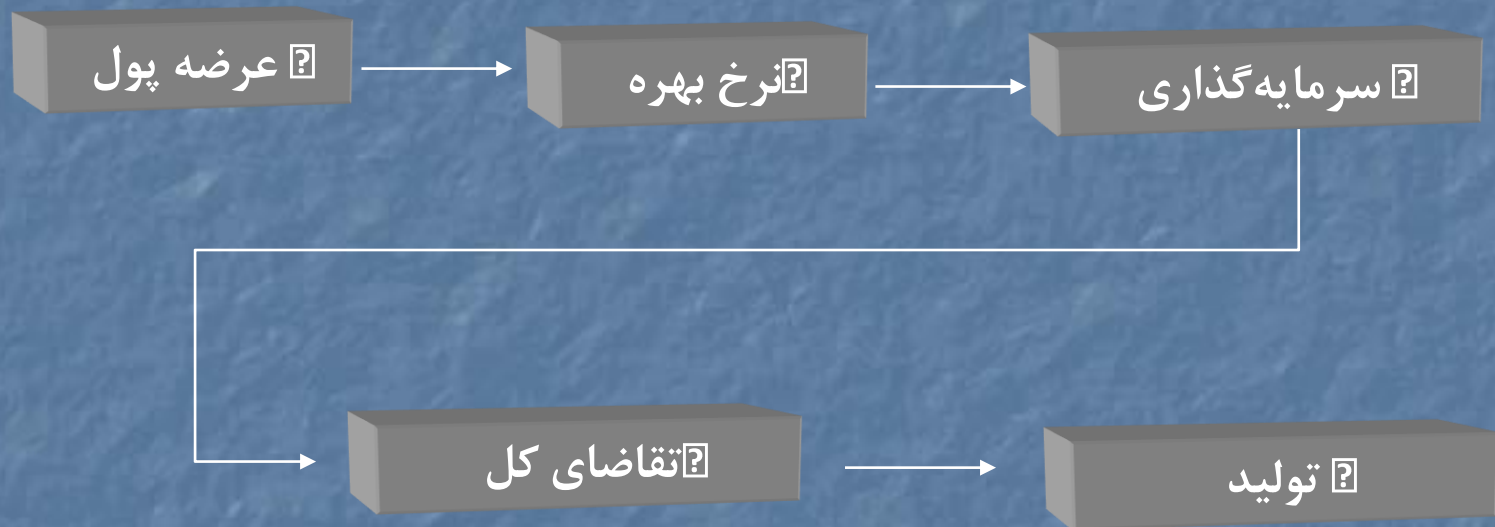 ⍰ عرضه پول
⍰نرخ بهره
⍰ سرمایه‌گذاری
⍰تقاضای کل
⍰ تولید